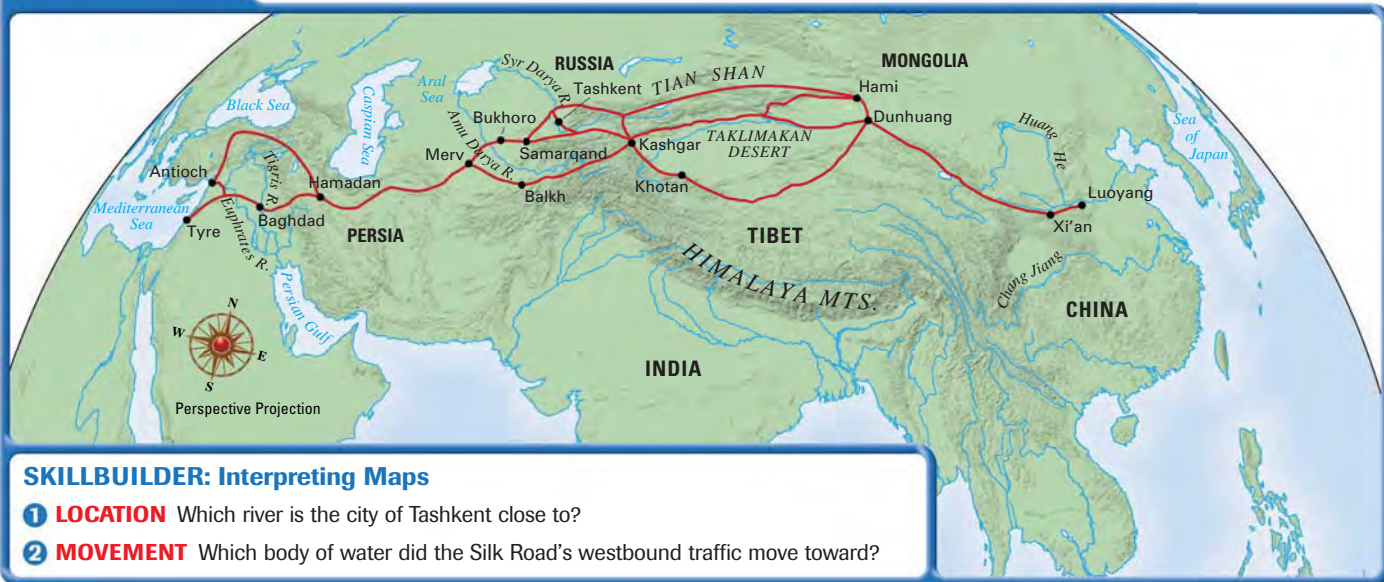 RUSSIA
MONGOLIA
Syr Darya R.
TIAN SHAN
Aral
Sea
Tashkent
Hami
Black Sea
Caspian Sea
Bukhoro
Dunhuang
Huang He
Sea
of
Japan
Amu Darya R.
TAKLIMAKAN
DESERT
Merv
Samarqand
Kashgar
Antioch
Tigris R.
Hamadan
Balkh
Khotan
Luoyang
Mediterranean
Sea
Tyre
Euphrates R.
Baghdad
PERSIA
TIBET
Xi'an
HIMALAYA MTS.
Chang Jiang
Persian Gulf
CHINA
N
W
E
S
INDIA
Perspective Projection
SKILLBUILDER: Interpreting Maps
1 LOCATION Which river is the city of Tashkent close to?
2 MOVEMENT Which body of water did the Silk Road's westbound traffic move toward?